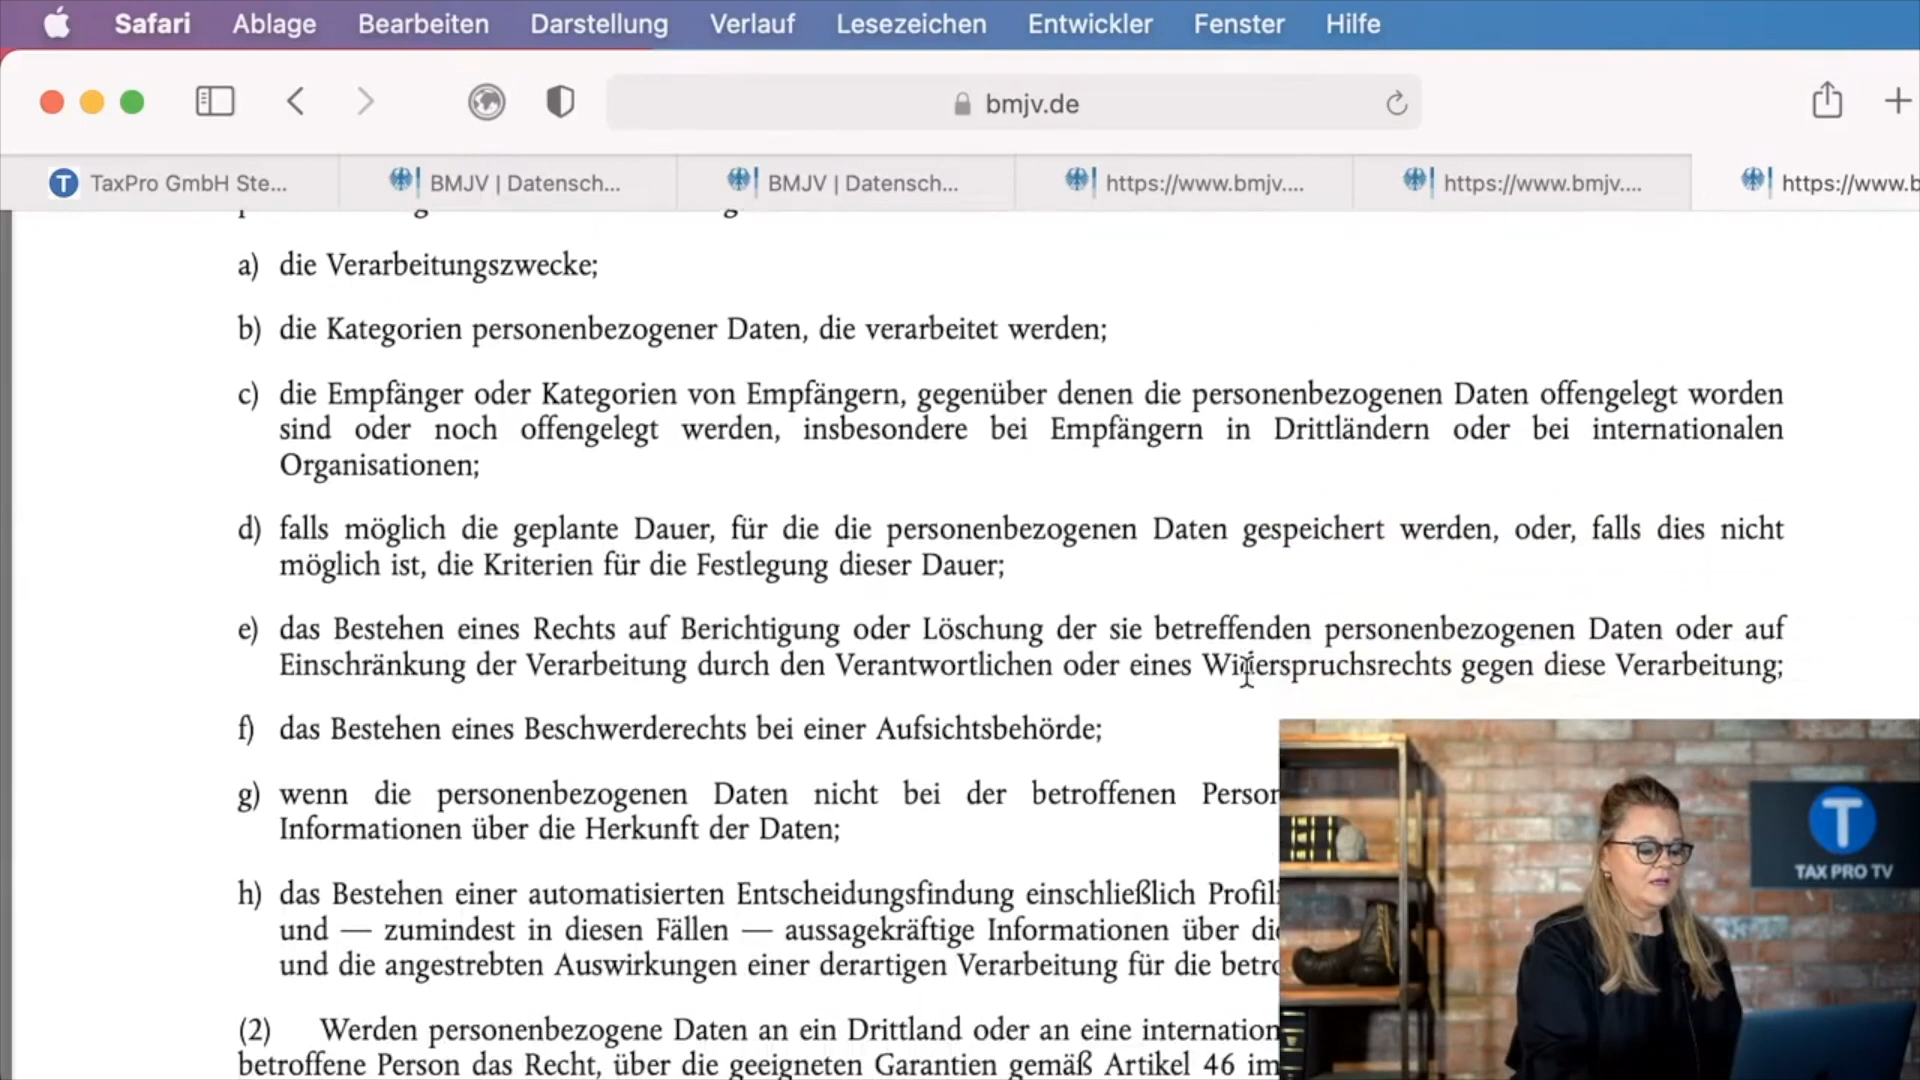 Safari Ablage Bearbeiten Darstellung Verlauf Lesezeichen Entwickler Fenster Hilfe
bmjv.de
TaxPro GmbH Ste... BMJV | Datensch... BMJV | Datensch... https://www.bmjv.... https://www.bmjv.... https://www.b
a) die Verarbeitungszwecke;
b) die Kategorien personenbezogener Daten, die verarbeitet werden;
c) die Empfänger oder Kategorien von Empfängern, gegenüber denen die personenbezogenen Daten offengelegt worden
sind oder noch offengelegt werden, insbesondere bei Empfängern in Drittländern oder bei internationalen
Organisationen;
d) falls möglich die geplante Dauer, für die die personenbezogenen Daten gespeichert werden, oder, falls dies nicht
möglich ist, die Kriterien für die Festlegung dieser Dauer;
e) das Bestehen eines Rechts auf Berichtigung oder Löschung der sie betreffenden personenbezogenen Daten oder auf
Einschränkung der Verarbeitung durch den Verantwortlichen oder eines Widerspruchsrechts gegen diese Verarbeitung;
f) das Bestehen eines Beschwerderechts bei einer Aufsichtsbehörde;
g) wenn die personenbezogenen Daten nicht bei der betroffenen Person
Informationen über die Herkunft der Daten;
h) das Bestehen einer automatisierten Entscheidungsfindung einschließlich Profil
und — zumindest in diesen Fällen — aussagekräftige Informationen über die
und die angestrebten Auswirkungen einer derartigen Verarbeitung für die betro
(2) Werden personenbezogene Daten an ein Drittland oder an eine internation
betroffene Person das Recht, über die geeigneten Garantien gemäß Artikel 46 im
T
TAX PRO TV